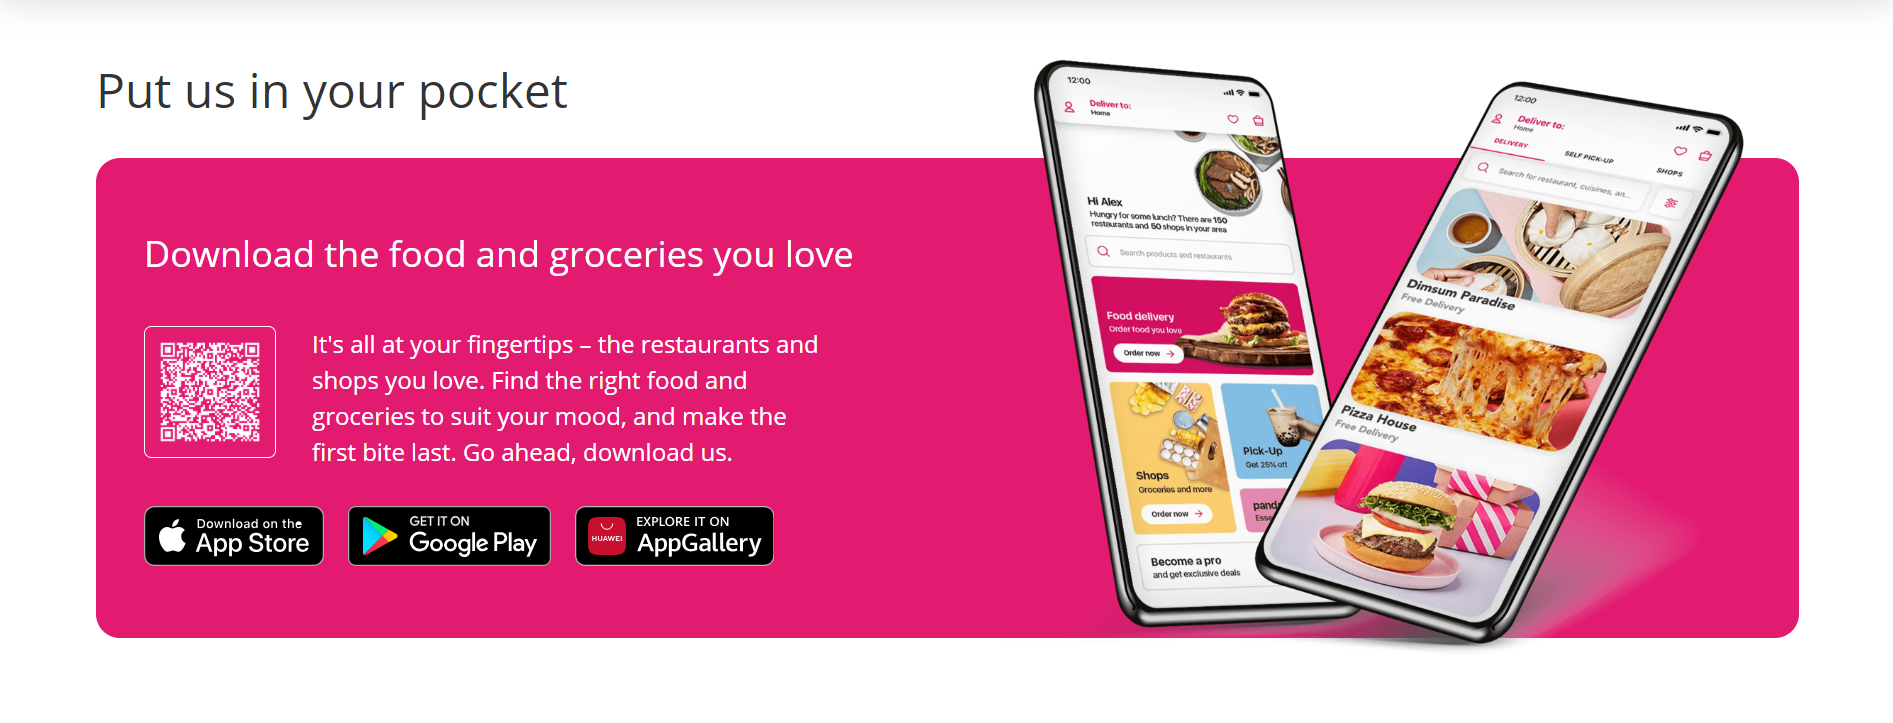 Put us in your pocket
Download the food and groceries you love
It's all at your fingertips – the restaurants and
shops you love. Find the right food and
groceries to suit your mood, and make the
first bite last. Go ahead, download us.
Download on the
App Store
GET IT ON
Google Play
HUAWEI
EXPLORE IT ON
AppGallery
12:00
Deliver to:
Home
Hi Alex
Hungry for some lunch? There are 150
restaurants and 50 shops in your area
Search products and restaurants
Food delivery
Order food you love
Order now
Shops
Groceries and more
Order now
Pick-Up
Get 25% off
Become a pro
and get exclusive deals
12:00
Deliver to:
Home
DELIVERY
SELF PICK-UP
SHOPS
Search for restaurant, cuisines, an...
Dimsum Paradise
Free Delivery
Pizza House
Free Delivery